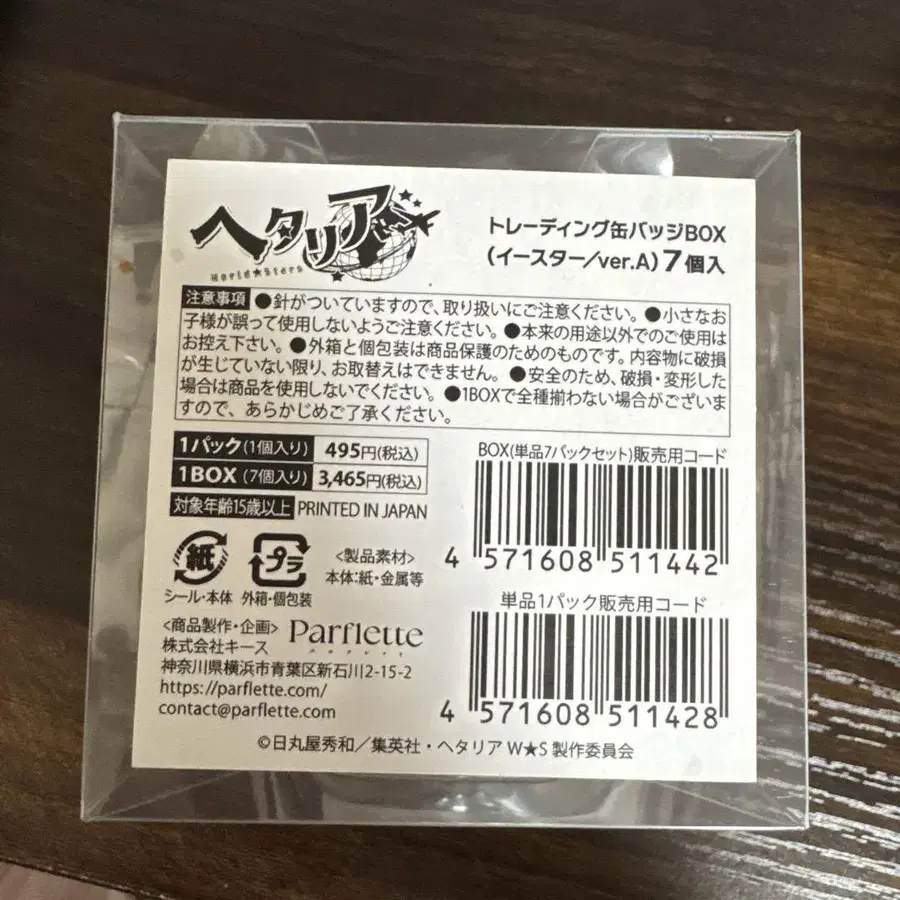 ヘタリア
World★Stars
トレーディング缶バッジBOX
(イースター/ver.A)7個入
注意事項 ●針がついていますので、取り扱いにご注意ください。●小さなお
子様が誤って使用しないようご注意ください。●本来の用途以外でのご使用は
お控え下さい。●外箱と個包装は商品保護のためのものです。内容物に破損
が生じていない限り、お取替えはできません。●安全のため、破損・変形した
場合は商品を使用しないでください。●1BOXで全種揃わない場合がございま
すので、あらかじめご了承ください。
1パック(1個入り) 495円(税込)
1BOX (7個入り) 3,465円(税込)
対象年齢15歳以上 PRINTED IN JAPAN
BOX(単品7パックセット)販売用コード
4 571608 511442
紙 プラ
シール・本体 外箱・個包装
<製品素材>
本体:紙・金属等
単品1パック販売用コード
4 571608 511428
<商品製作・企画> Parflette
パルフレット
株式会社キース
神奈川県横浜市青葉区新石川2-15-2
https://parflette.com/
contact@parflette.com
©日丸屋秀和/集英社・ヘタリア W★S 製作委員会